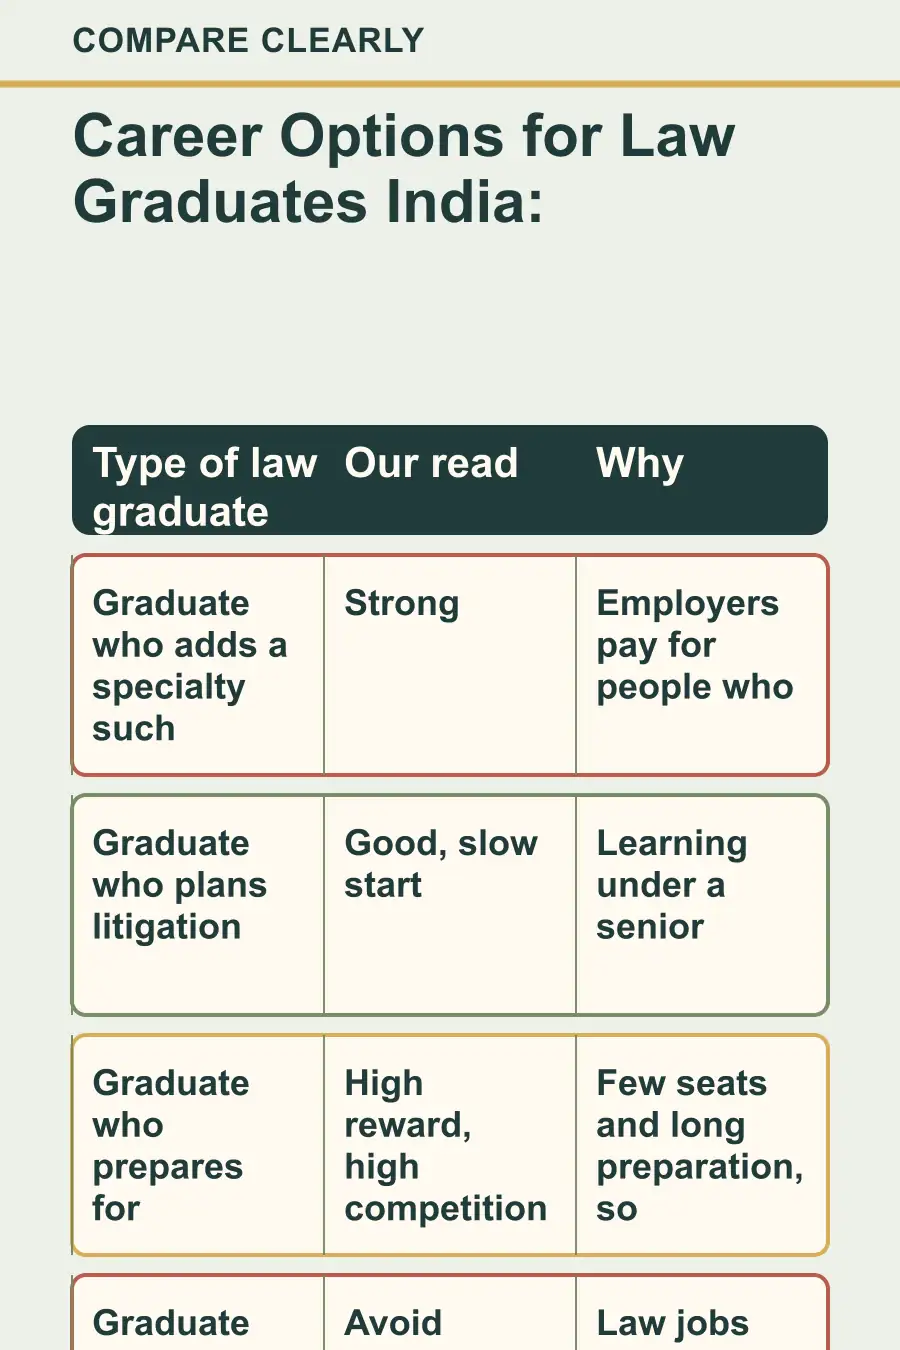 COMPARE CLEARLY
Career Options for Law
Graduates India:
Type of law
graduate
Our read
Why
Graduate
who adds a
specialty
such
Strong
Employers
pay for
people who
Graduate
who plans
litigation
Good, slow
start
Learning
under a
senior
Graduate
who
prepares
for
High
reward,
high
competition
Few seats
and long
preparation,
so
Graduate
Avoid
Law jobs